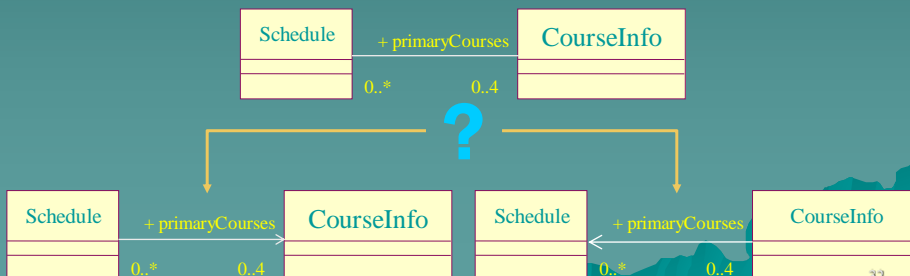 Schedule + primaryCourses CourseInfo
0..* 0..4
?
Schedule + primaryCourses CourseInfo Schedule + primaryCourses CourseInfo
0..* 0..4 0..* 0..4